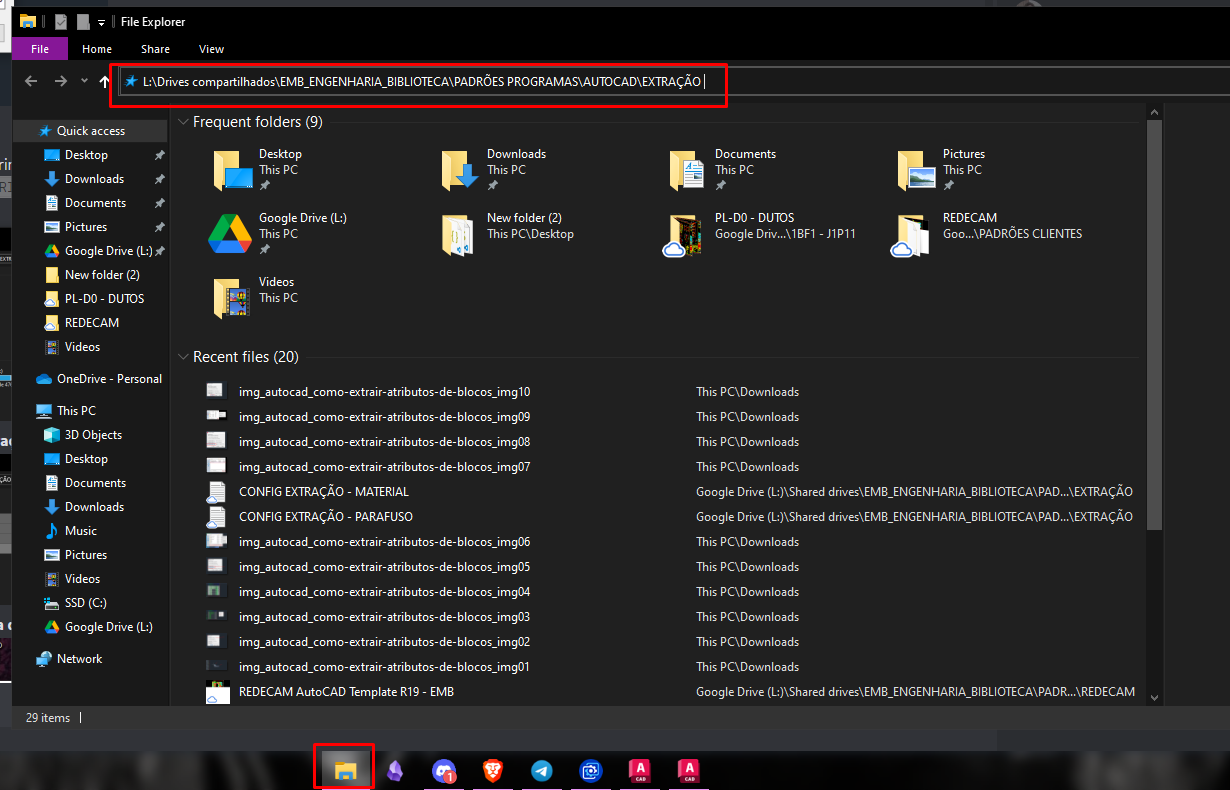 File Explorer
File Home Share View
L:\Drives compartilhados\EMB_ENGENHARIA_BIBLIOTECA\PADRÕES PROGRAMAS\AUTOCAD\EXTRAÇÃO
Quick access
Desktop
Downloads
Documents
Pictures
Google Drive (L:)
New folder (2)
PL-D0 - DUTOS
REDECAM
Videos
OneDrive - Personal
This PC
3D Objects
Desktop
Documents
Downloads
Music
Pictures
Videos
SSD (C:)
Google Drive (L:)
Network
Frequent folders (9)
Desktop
This PC
Downloads
This PC
Documents
This PC
Pictures
This PC
Google Drive (L:)
This PC
New folder (2)
This PC\Desktop
PL-D0 - DUTOS
Google Driv...\1BF1 - J1P11
REDECAM
Goo...\PADRÕES CLIENTES
Videos
This PC
Recent files (20)
img_autocad_como-extrair-atributos-de-blocos_img10 This PC\Downloads
img_autocad_como-extrair-atributos-de-blocos_img09 This PC\Downloads
img_autocad_como-extrair-atributos-de-blocos_img08 This PC\Downloads
img_autocad_como-extrair-atributos-de-blocos_img07 This PC\Downloads
CONFIG EXTRAÇÃO - MATERIAL Google Drive (L:)\Shared drives\EMB_ENGENHARIA_BIBLIOTECA\PAD...\EXTRAÇÃO
CONFIG EXTRAÇÃO - PARAFUSO Google Drive (L:)\Shared drives\EMB_ENGENHARIA_BIBLIOTECA\PAD...\EXTRAÇÃO
img_autocad_como-extrair-atributos-de-blocos_img06 This PC\Downloads
img_autocad_como-extrair-atributos-de-blocos_img05 This PC\Downloads
img_autocad_como-extrair-atributos-de-blocos_img04 This PC\Downloads
img_autocad_como-extrair-atributos-de-blocos_img03 This PC\Downloads
img_autocad_como-extrair-atributos-de-blocos_img02 This PC\Downloads
img_autocad_como-extrair-atributos-de-blocos_img01 This PC\Downloads
REDECAM AutoCAD Template R19 - EMB Google Drive (L:)\Shared drives\EMB_ENGENHARIA_BIBLIOTECA\PADR...\REDECAM
29 items
1
A CAD
A CAD